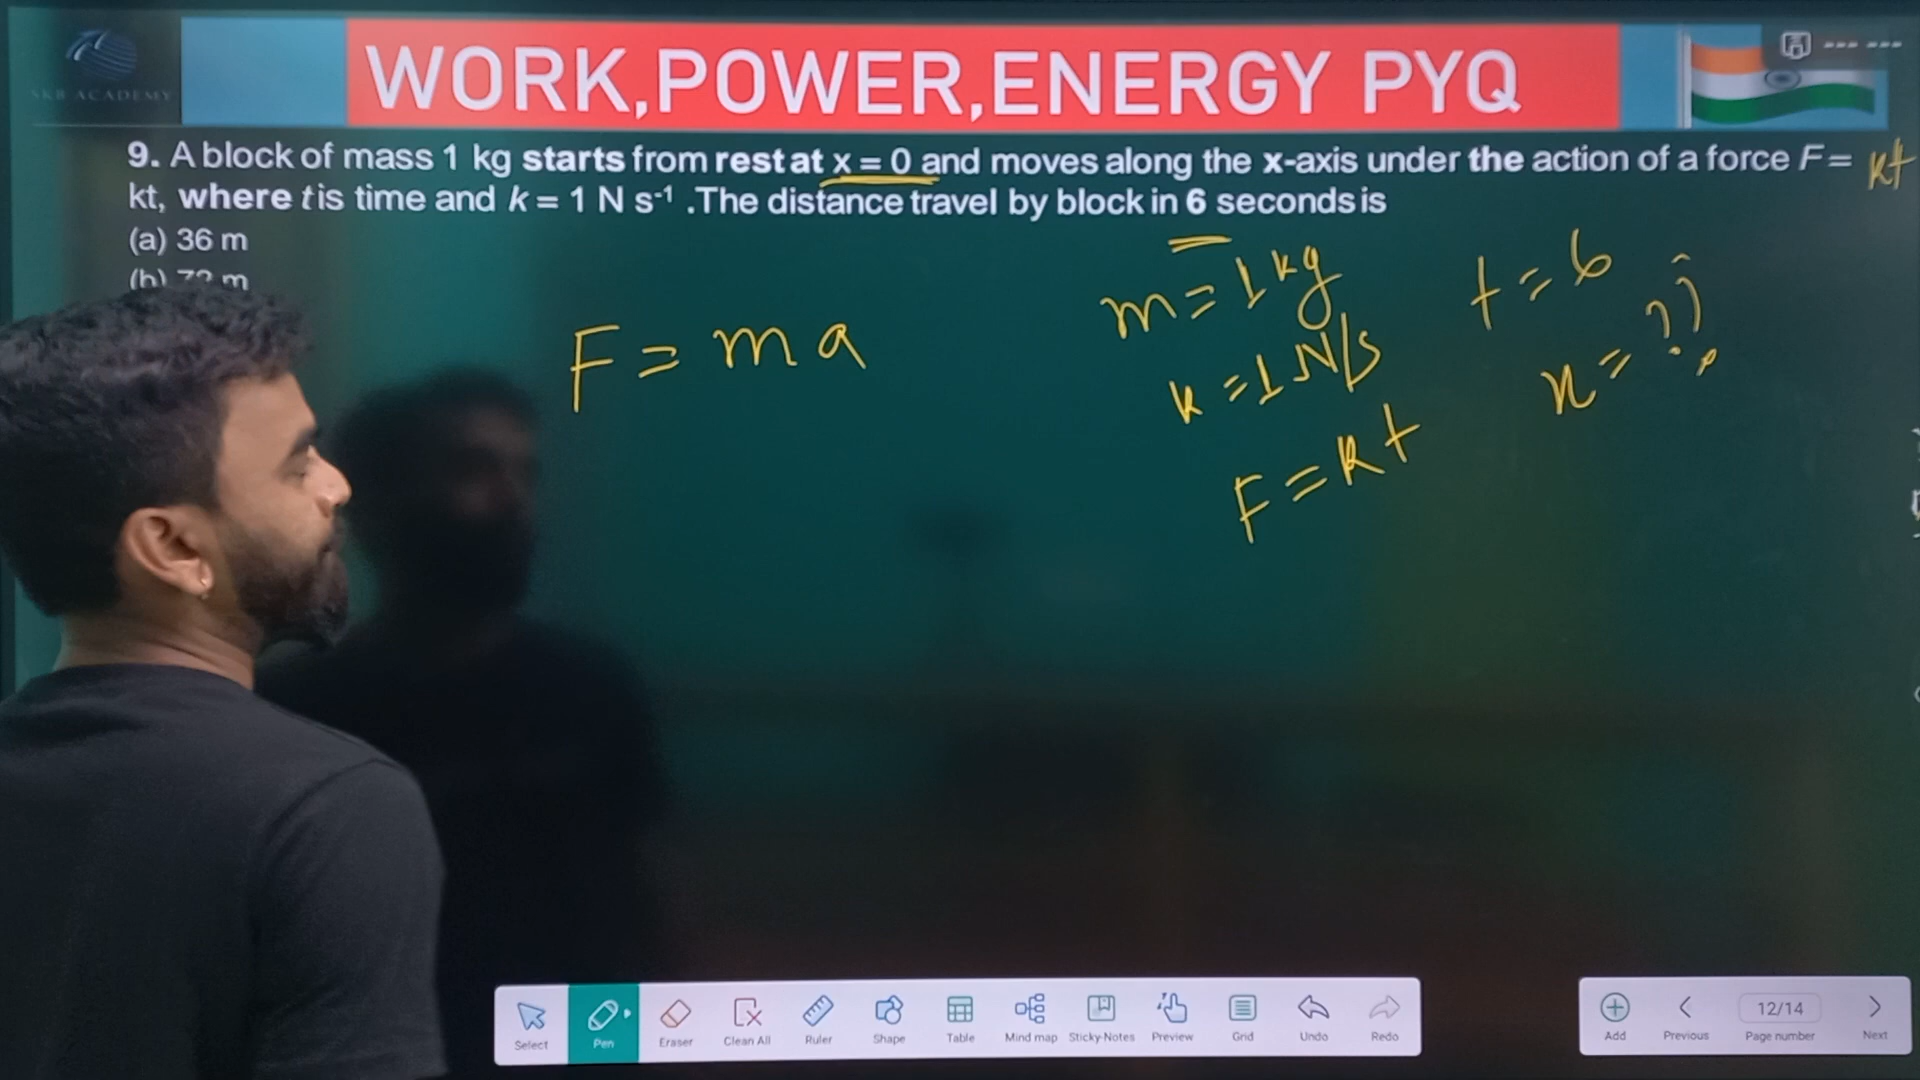 SKB ACADEMY
WORK,POWER,ENERGY PYQ
9. A block of mass 1 kg starts from rest at x = 0 and moves along the x-axis under the action of a force F = kt
kt, where t is time and k = 1 N s⁻¹ .The distance travel by block in 6 seconds is
(a) 36 m
(b) 72 m
m = 1 kg
t = 6
F = ma
k = 1 N/s
x = ??
F = kt
Select
Pen
Eraser
Clean All
Ruler
Shape
Table
Mind map
Sticky-Notes
Preview
Grid
Undo
Redo
Add
Previous
12/14
Page number
Next